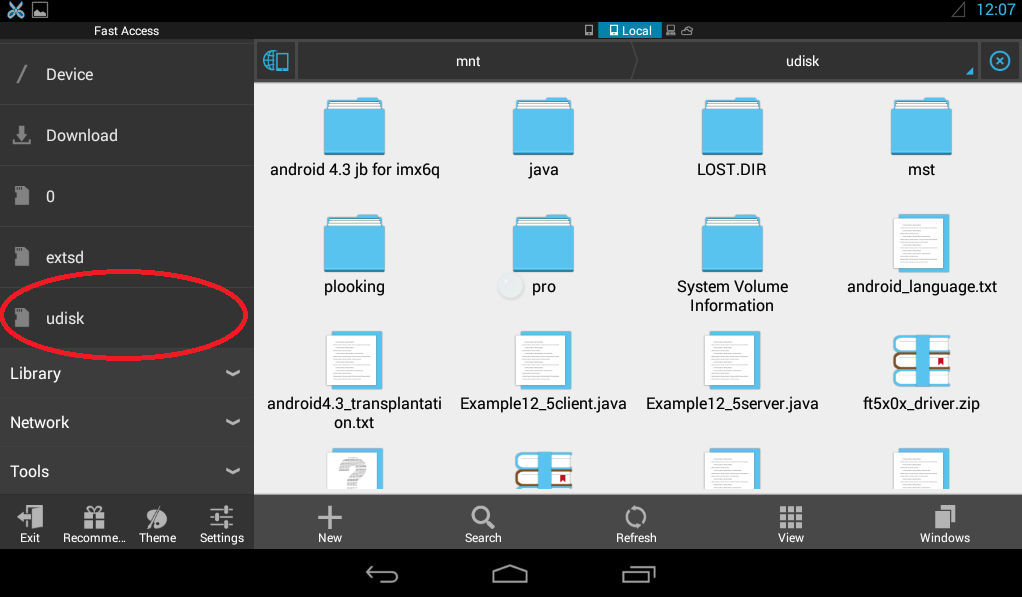 12:07
Fast Access
Local
Device
Download
0
extsd
udisk
Library
Network
Tools
Exit
Recomme...
Theme
Settings
mnt
udisk
android 4.3 jb for imx6q
java
LOST.DIR
mst
plooking
pro
System Volume
Information
android_language.txt
android4.3_transplantati
on.txt
Example12_5client.java
Example12_5server.java
ft5x0x_driver.zip
?
New
Search
Refresh
View
Windows